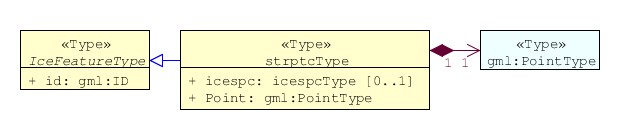 «Type»
IceFeatureType
+ id: gml:ID
«Type»
strptcType
+ icespc: icespcType [0..1]
+ Point: gml:PointType
1 1
«Type»
gml:PointType